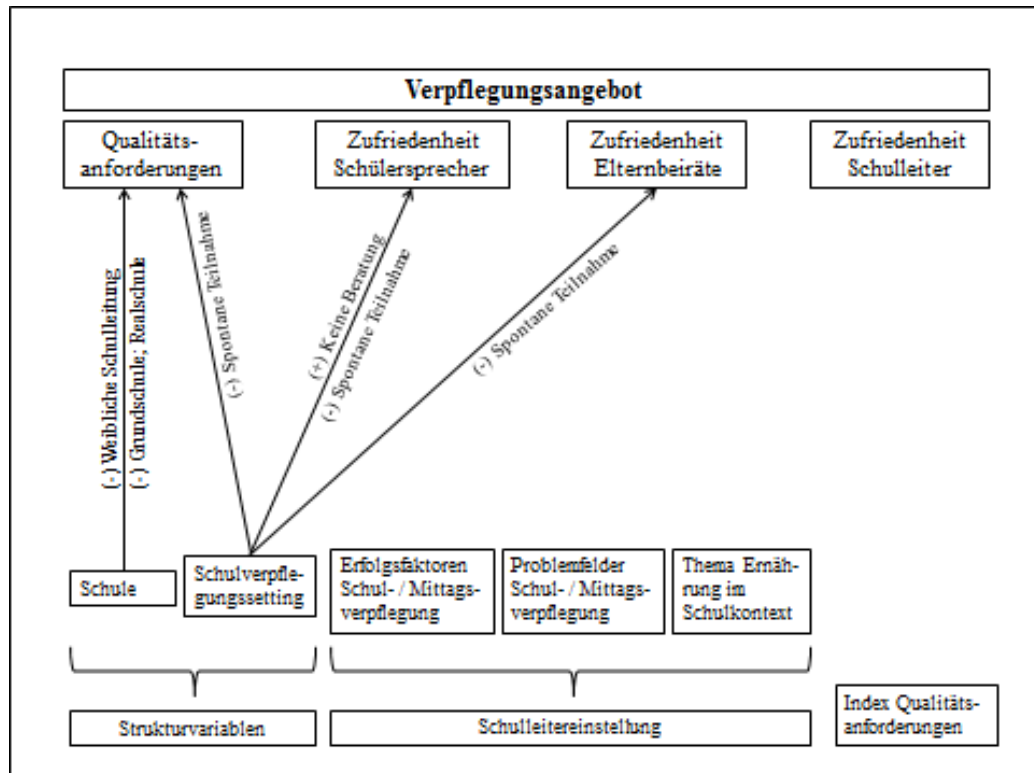 Verpflegungsangebot
Qualitäts-
anforderungen
Zufriedenheit
Schülersprecher
Zufriedenheit
Elternbeiräte
Zufriedenheit
Schulleiter
(-) Weibliche Schulleitung
(-) Grundschule; Realschule
(-) Spontane Teilnahme
(+) Keine Beratung
(-) Spontane Teilnahme
(-) Spontane Teilnahme
Schule
Schulverpfle-
gungssetting
Erfolgsfaktoren
Schul- / Mittags-
verpflegung
Problemfelder
Schul- / Mittags-
verpflegung
Thema Ernäh-
rung im
Schulkontext
Strukturvariablen
Schulleitereinstellung
Index Qualitäts-
anforderungen